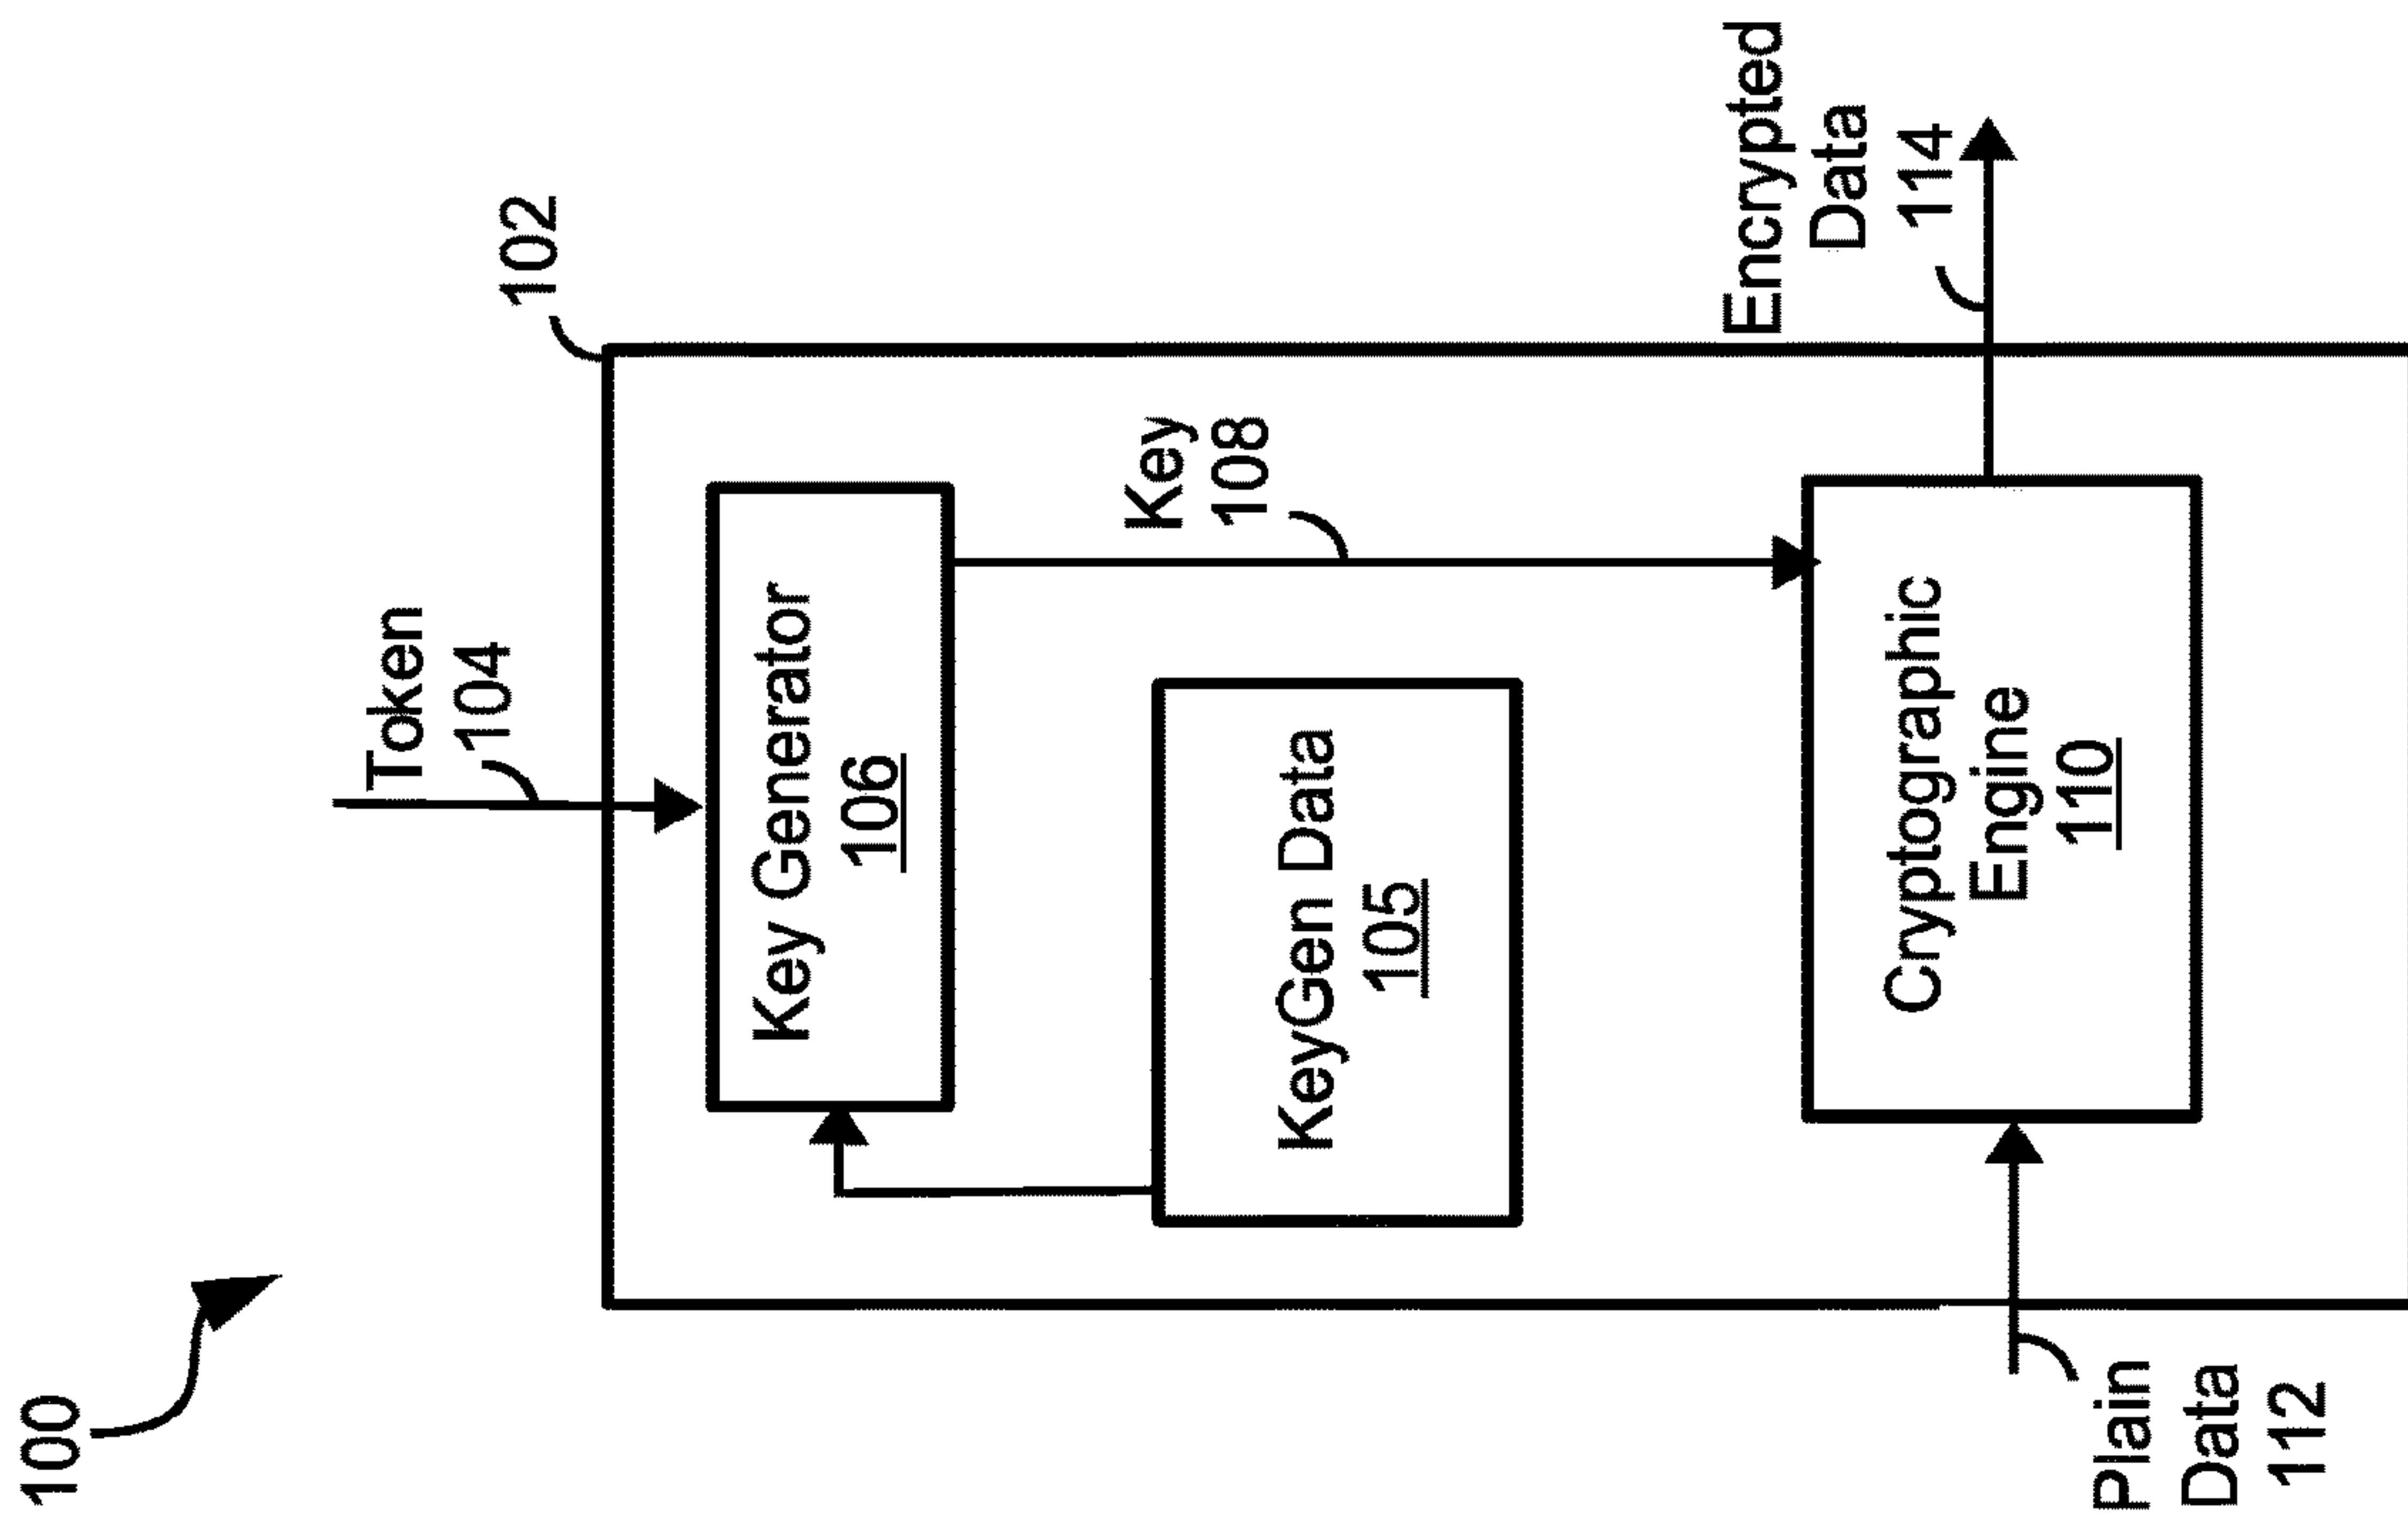 100
Token
104
102
Key Generator
106
Key
108
KeyGen Data
105
Cryptographic
Engine
110
Plain
Data
112
Encrypted
Data
114